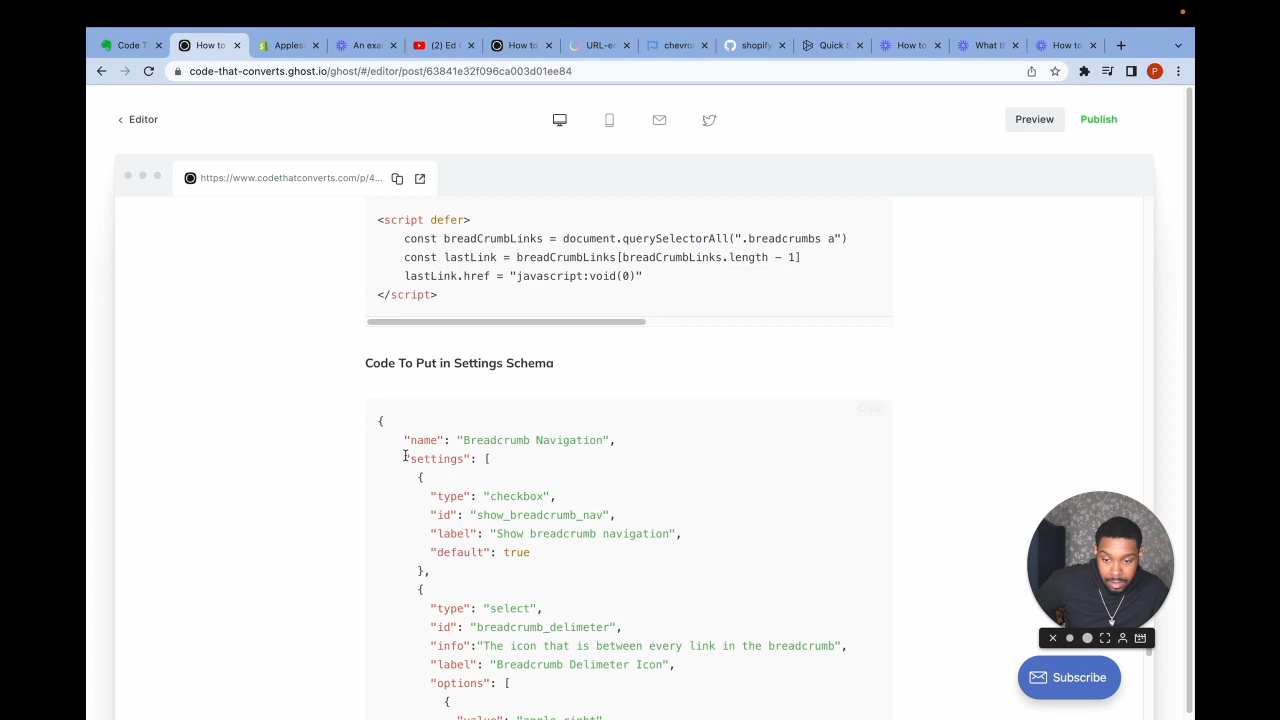 Code T
How to
Apples
An exa
(2) Ed
How to
URL-e
chevro
shopify
Quick S
How to
What th
How to
code-that-converts.ghost.io/ghost/#/editor/post/63841e32f096ca003d01ee84
P
Editor
Preview
Publish
https://www.codethatconverts.com/p/4...
<script defer>
const breadCrumbLinks = document.querySelectorAll(".breadcrumbs a")
const lastLink = breadCrumbLinks[breadCrumbLinks.length - 1]
lastLink.href = "javascript:void(0)"
</script>
Code To Put in Settings Schema
Copy
{
"name": "Breadcrumb Navigation",
"settings": [
{
"type": "checkbox",
"id": "show_breadcrumb_nav",
"label": "Show breadcrumb navigation",
"default": true
},
{
"type": "select",
"id": "breadcrumb_delimeter",
"info":"The icon that is between every link in the breadcrumb",
"label": "Breadcrumb Delimeter Icon",
"options": [
{
"value": "angle-right"
Subscribe